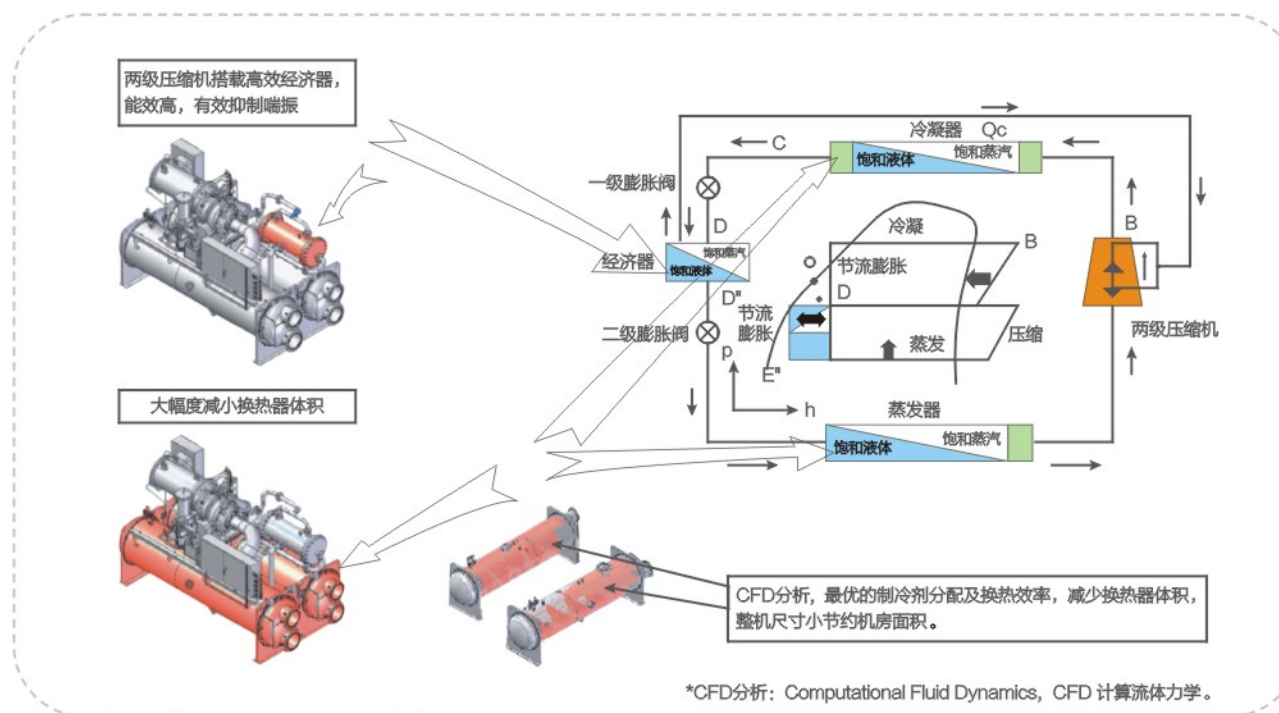 两级压缩机搭载高效经济器，
能效高，有效抑制喘振
冷凝器 Qc
C
饱和液体
饱和蒸汽
一级膨胀阀
D
B
冷凝
饱和蒸汽
经济器
饱和液体
B
节流膨胀
D
D"
节流
膨胀
二级膨胀阀
两级压缩机
压缩
蒸发
p
E"
h
蒸发器
大幅度减小换热器体积
饱和蒸汽
饱和液体
CFD分析，最优的制冷剂分配及换热效率，减少换热器体积，
整机尺寸小节约机房面积。
*CFD分析：Computational Fluid Dynamics，CFD 计算流体力学。